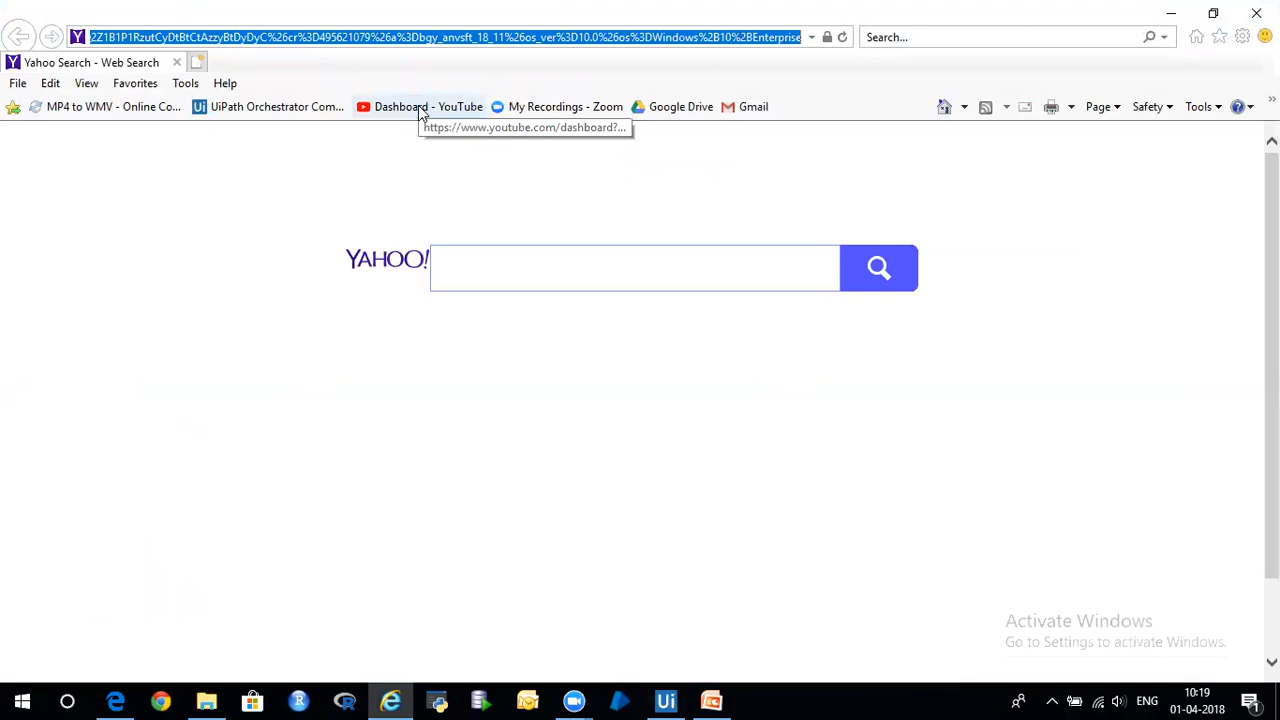 2Z1B1P1RzutCyDtBtCtAzzyBtDyDyC%26cr%3D495621079%26a%3Dbgy_anvsft_18_11%26os_ver%3D10.0%26os%3DWindows%2B10%2BEnterprise
Search...
Yahoo Search - Web Search
File Edit View Favorites Tools Help
MP4 to WMV - Online Co... UiPath Orchestrator Com... Dashboard - YouTube My Recordings - Zoom Google Drive Gmail Page Safety Tools
https://www.youtube.com/dashboard?...
YAHOO!
Activate Windows
Go to Settings to activate Windows.
ENG
10:19
01-04-2018